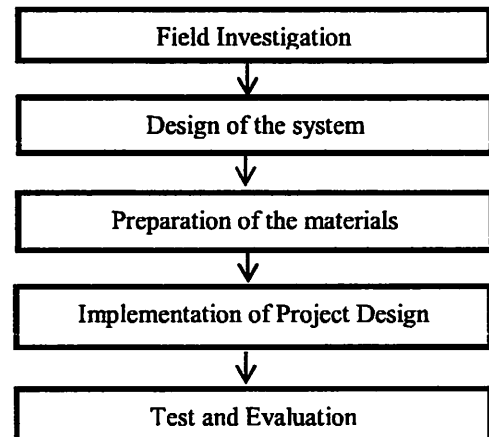 Field Investigation
Design of the system
Preparation of the materials
Implementation of Project Design
Test and Evaluation